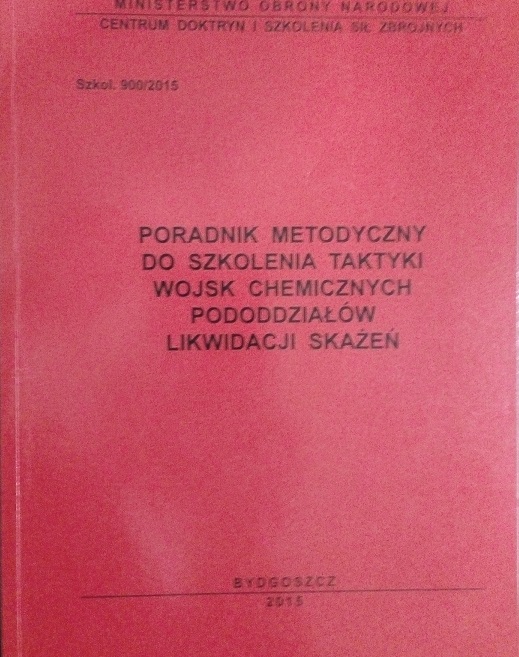 MINISTERSTWO OBRONY NARODOWEJ
CENTRUM DOKTRYN I SZKOLENIA SIŁ ZBROJNYCH
Szkol. 900/2015
PORADNIK METODYCZNY
DO SZKOLENIA TAKTYKI
WOJSK CHEMICZNYCH
PODODDZIAŁÓW
LIKWIDACJI SKAŻEŃ
BYDGOSZCZ
2015